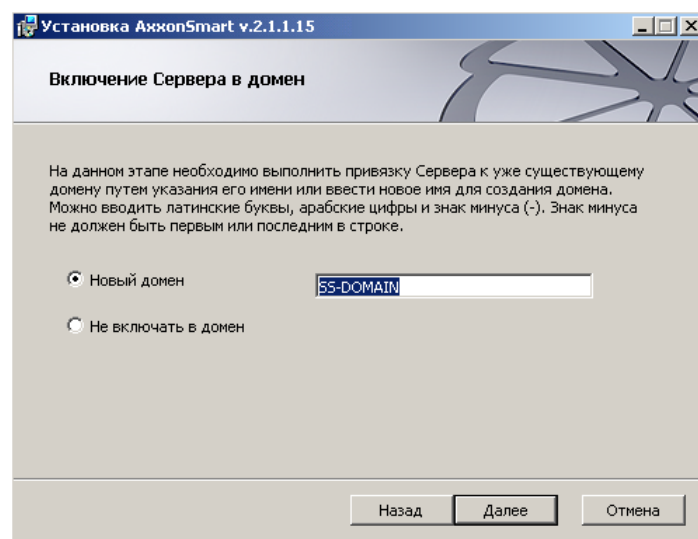 Установка AxxonSmart v.2.1.1.15
Включение Сервера в домен
На данном этапе необходимо выполнить привязку Сервера к уже существующему
домену путем указания его имени или ввести новое имя для создания домена.
Можно вводить латинские буквы, арабские цифры и знак минуса (-). Знак минуса
не должен быть первым или последним в строке.
Новый домен SS-DOMAIN
Не включать в домен
Назад Далее Отмена